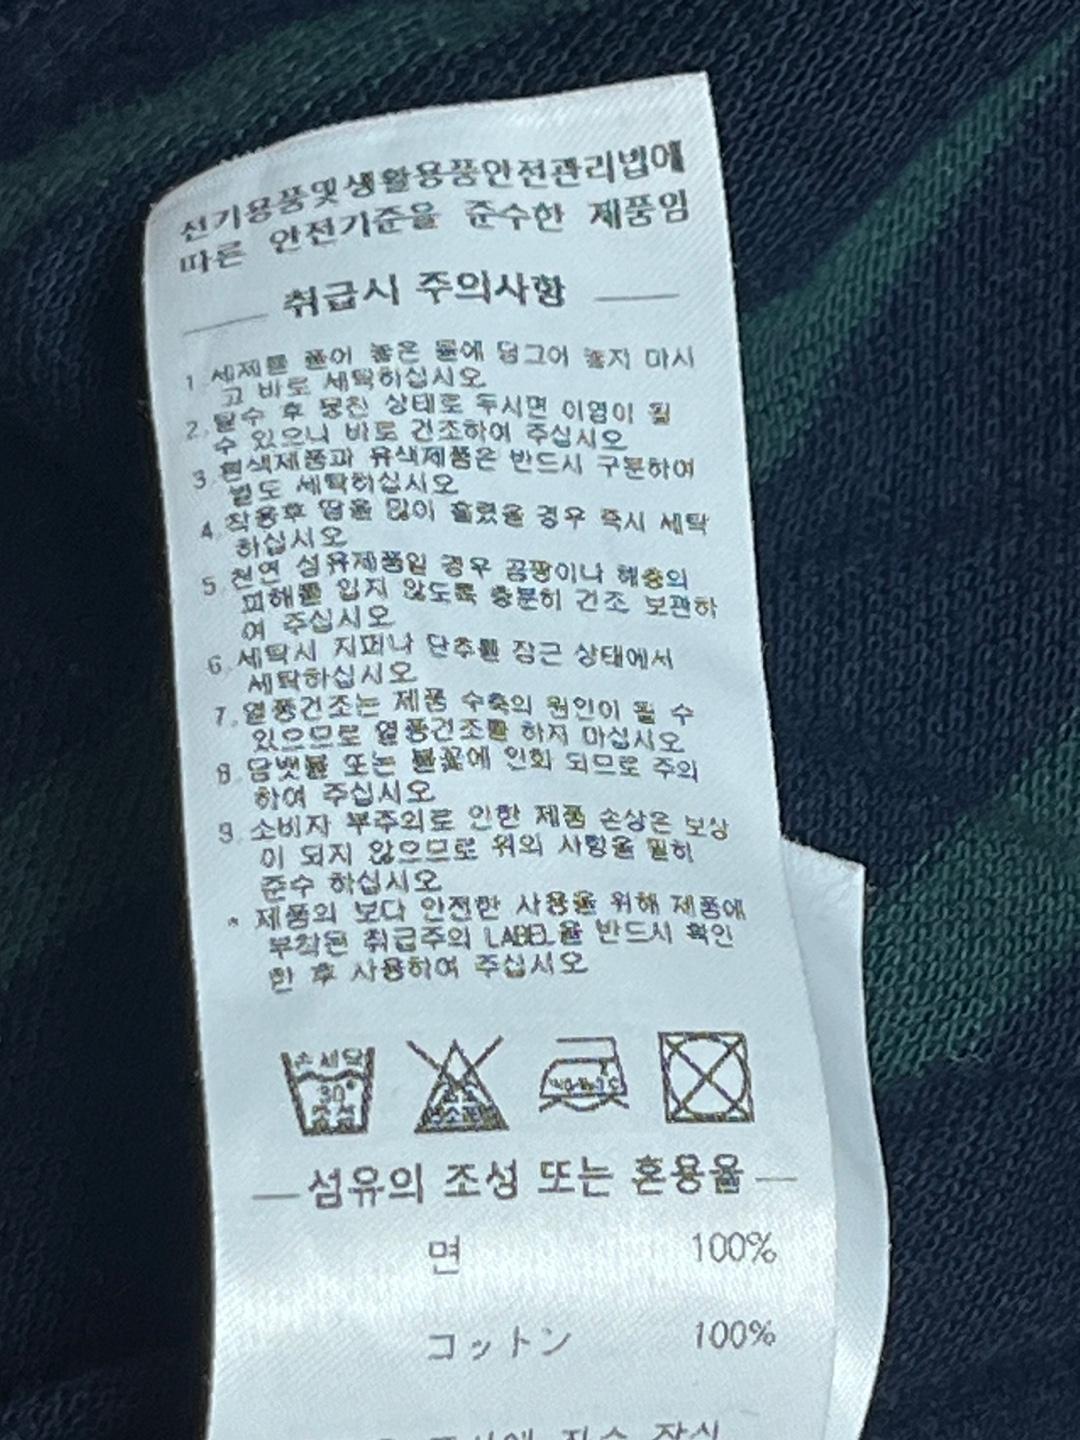 전기용품및생활용품안전관리법에
따른 안전기준을 준수한 제품임
취급시 주의사항
1. 세제를 풀어 놓은 물에 담그어 놓지 마시
고 바로 세탁하십시오
2. 탈수 후 뭉친 상태로 두시면 이염이 될
수 있으니 바로 건조하여 주십시오
3. 흰색제품과 유색제품은 반드시 구분하여
별도 세탁하십시오
4. 착용후 땀을 많이 흘렸을 경우 즉시 세탁
하십시오
5. 천연 섬유제품일 경우 곰팡이나 해충의
피해를 입지 않도록 충분히 건조 보관하
여 주십시오
6. 세탁시 지퍼나 단추를 잠근 상태에서
세탁하십시오
7. 열풍건조는 제품 수축의 원인이 될 수
있으므로 열풍건조를 하지 마십시오
8. 담뱃불 또는 불꽃에 인화 되므로 주의
하여 주십시오
9. 소비자 부주의로 인한 제품 손상은 보상
이 되지 않으므로 위의 사항을 필히
준수 하십시오
* 제품의 보다 안전한 사용을 위해 제품에
부착된 취급주의 LABEL을 반드시 확인
한 후 사용하여 주십시오
손세탁
30°
중성
섬유의 조성 또는 혼용율
면 100%
コットン 100%